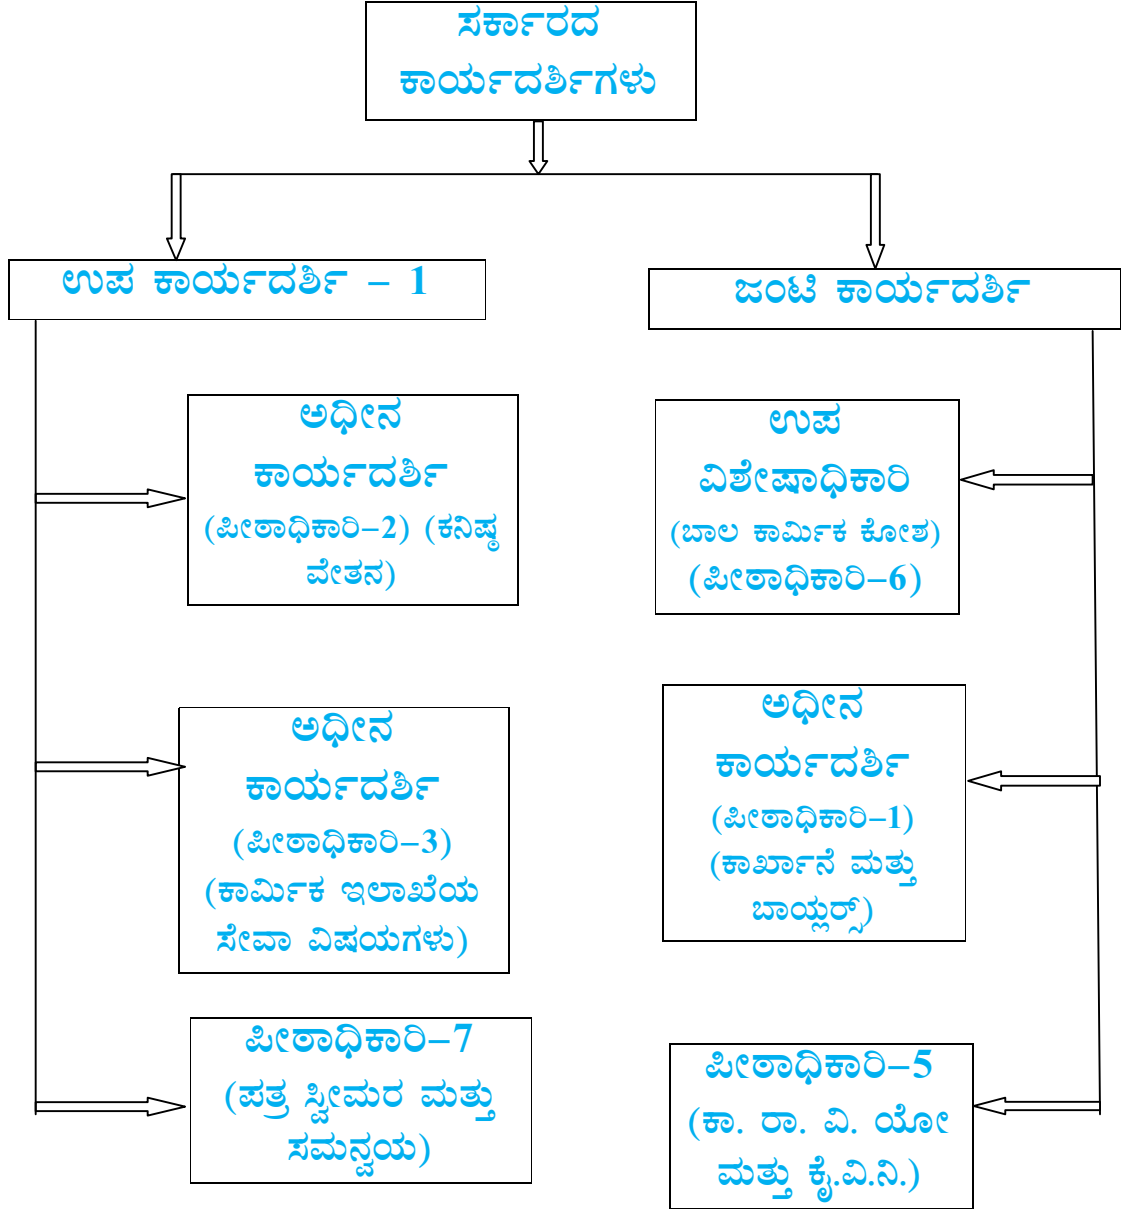 ಸರ್ಕಾರದ
ಕಾರ್ಯದರ್ಶಿಗಳು
ಉಪ ಕಾರ್ಯದರ್ಶಿ – 1
ಜಂಟಿ ಕಾರ್ಯದರ್ಶಿ
ಅಧೀನ
ಕಾರ್ಯದರ್ಶಿ
(ಪೀಠಾಧಿಕಾರಿ–2) (ಕನಿಷ್ಠ
ವೇತನ)
ಉಪ
ವಿಶೇಷಾಧಿಕಾರಿ
(ಬಾಲ ಕಾರ್ಮಿಕ ಕೋಶ)
(ಪೀಠಾಧಿಕಾರಿ–6)
ಅಧೀನ
ಕಾರ್ಯದರ್ಶಿ
(ಪೀಠಾಧಿಕಾರಿ–3)
(ಕಾರ್ಮಿಕ ಇಲಾಖೆಯ
ಸೇವಾ ವಿಷಯಗಳು)
ಅಧೀನ
ಕಾರ್ಯದರ್ಶಿ
(ಪೀಠಾಧಿಕಾರಿ–1)
(ಕಾರ್ಖಾನೆ ಮತ್ತು
ಬಾಯ್ಲರ್ಸ್)
ಪೀಠಾಧಿಕಾರಿ–7
(ಪತ್ರ ಸ್ವೀಮರ ಮತ್ತು
ಸಮನ್ವಯ)
ಪೀಠಾಧಿಕಾರಿ–5
(ಕಾ. ರಾ. ವಿ. ಯೋ
ಮತ್ತು ಕೈ.ವಿ.ನಿ.)